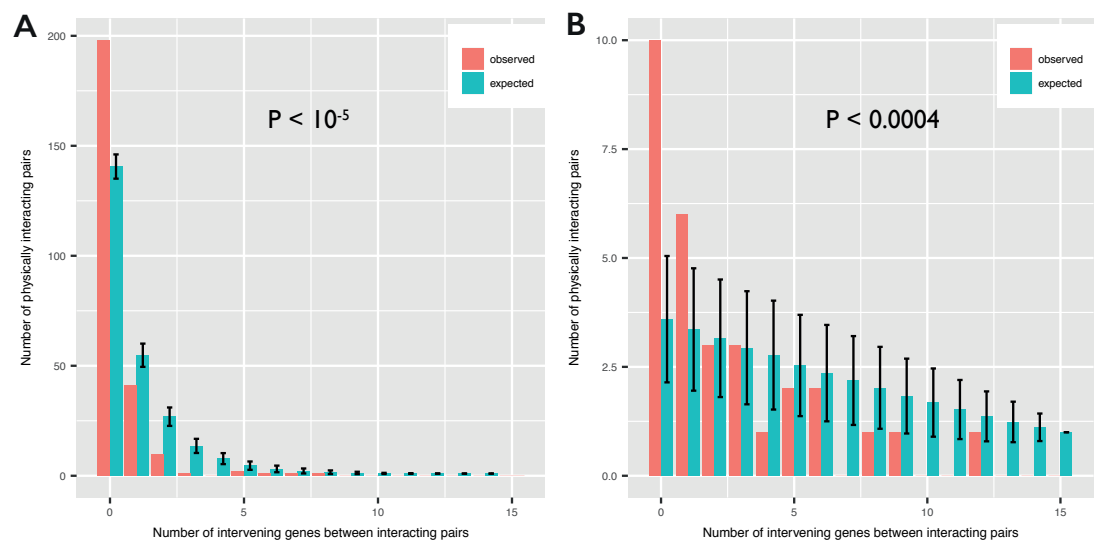 A
200
150
100
50
0
0
5
10
15
Number of physically interacting pairs
Number of intervening genes between interacting pairs
observed
expected
P < 10-5
B
10.0
7.5
5.0
2.5
0.0
0
5
10
15
Number of physically interacting pairs
Number of intervening genes between interacting pairs
observed
expected
P < 0.0004